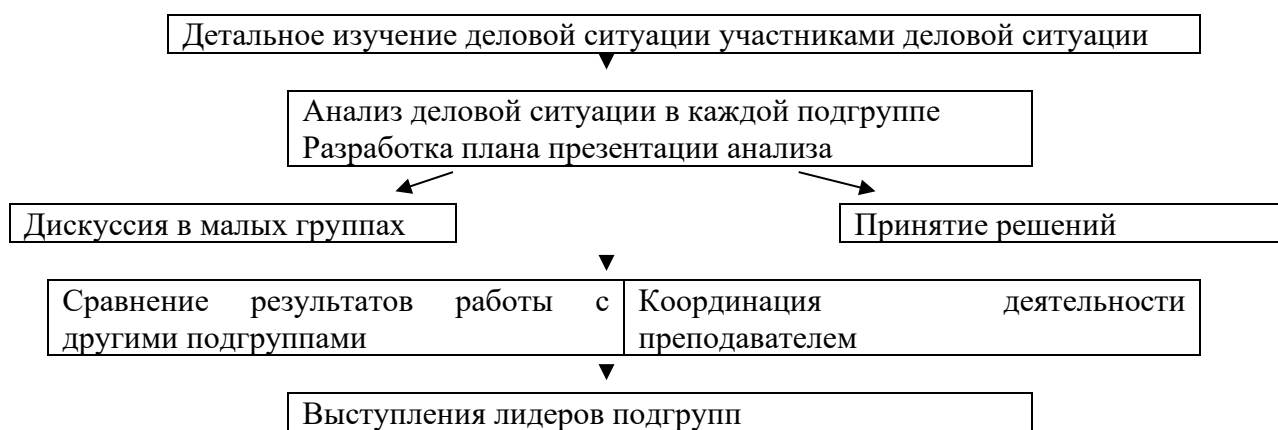 Детальное изучение деловой ситуации участниками деловой ситуации
Анализ деловой ситуации в каждой подгруппе
Разработка плана презентации анализа
Дискуссия в малых группах
Принятие решений
Сравнение результатов работы с
другими подгруппами
Координация деятельности
преподавателем
Выступления лидеров подгрупп